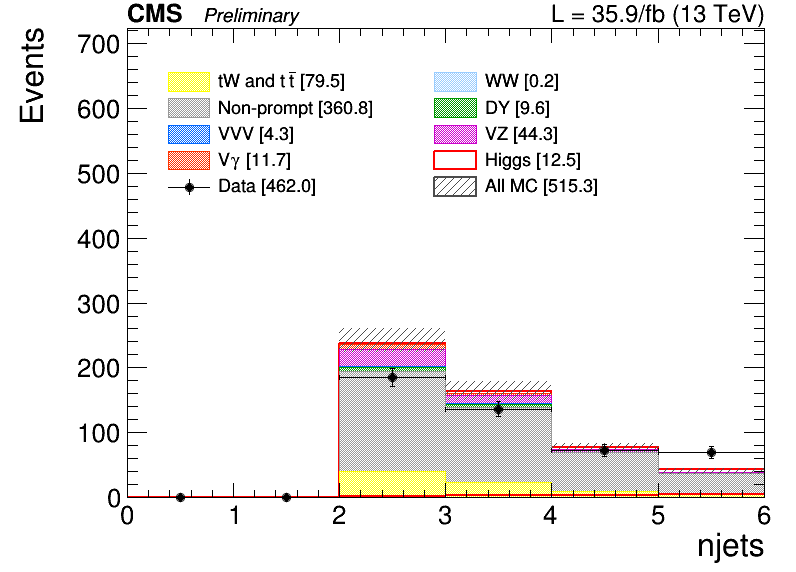 CMS Preliminary L = 35.9/fb (13 TeV)
Events
700
600
500
400
300
200
100
0
tW and t t̄ [79.5] WW [0.2]
Non-prompt [360.8] DY [9.6]
VVV [4.3] VZ [44.3]
Vγ [11.7] Higgs [12.5]
Data [462.0] All MC [515.3]
0 1 2 3 4 5 6
njets